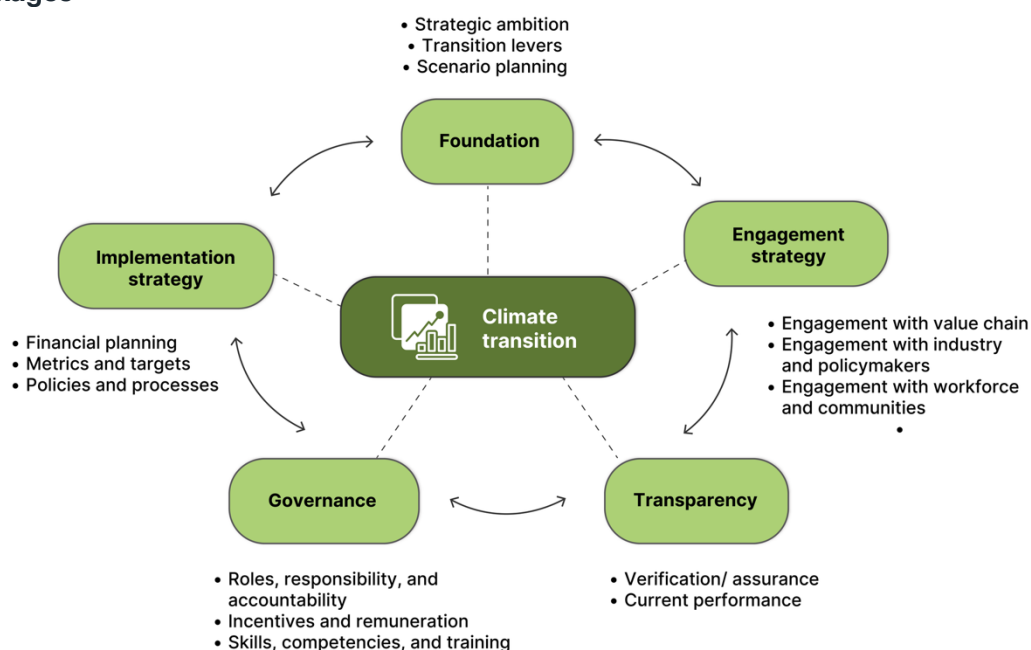 • Strategic ambition
• Transition levers
• Scenario planning
Foundation
Implementation
strategy
Engagement
strategy
Climate
transition
• Financial planning
• Metrics and targets
• Policies and processes
• Engagement with value chain
• Engagement with industry
and policymakers
• Engagement with workforce
and communities
•
Governance
Transparency
• Roles, responsibility, and
accountability
• Incentives and remuneration
• Skills, competencies, and training
• Verification/ assurance
• Current performance